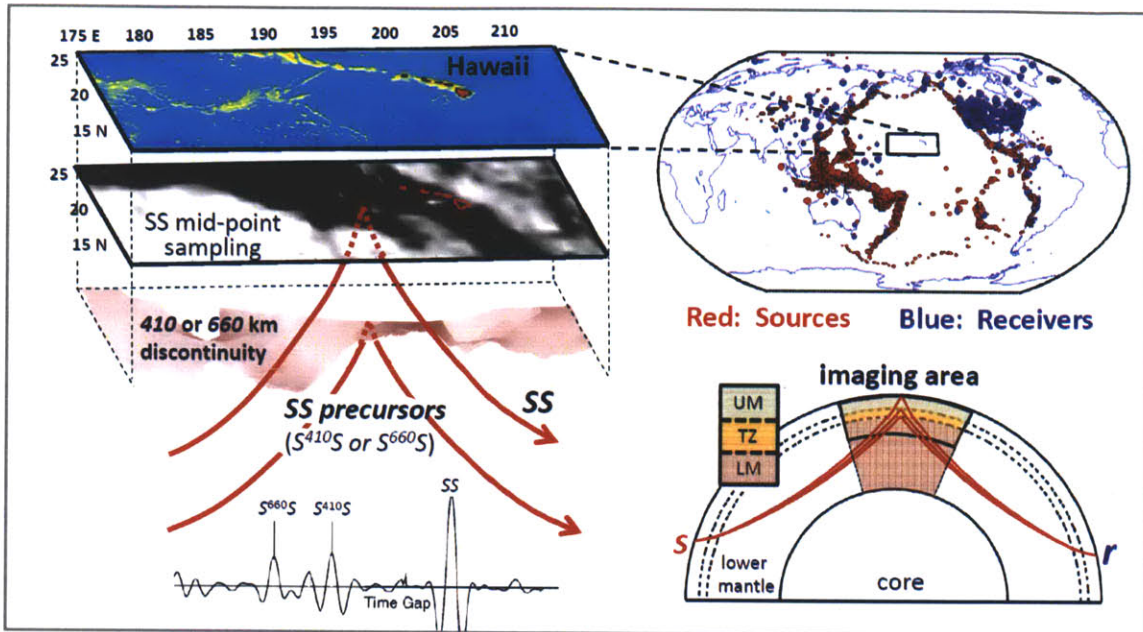 175 E 180 185 190 195 200 205 210
25
20
15 N
Hawaii
25
20
15 N
SS mid-point
sampling
410 or 660 km
discontinuity
SS precursors
(S⁴¹⁰S or S⁶⁶⁰S)
SS
S⁶⁶⁰S
S⁴¹⁰S
SS
Time Gap
Red: Sources
Blue: Receivers
imaging area
UM
TZ
LM
s
r
lower
mantle
core